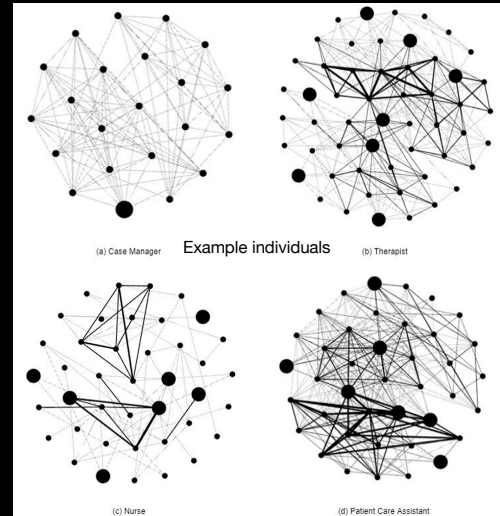 (a) Case Manager
Example individuals
(b) Therapist
(c) Nurse
(d) Patient Care Assistant